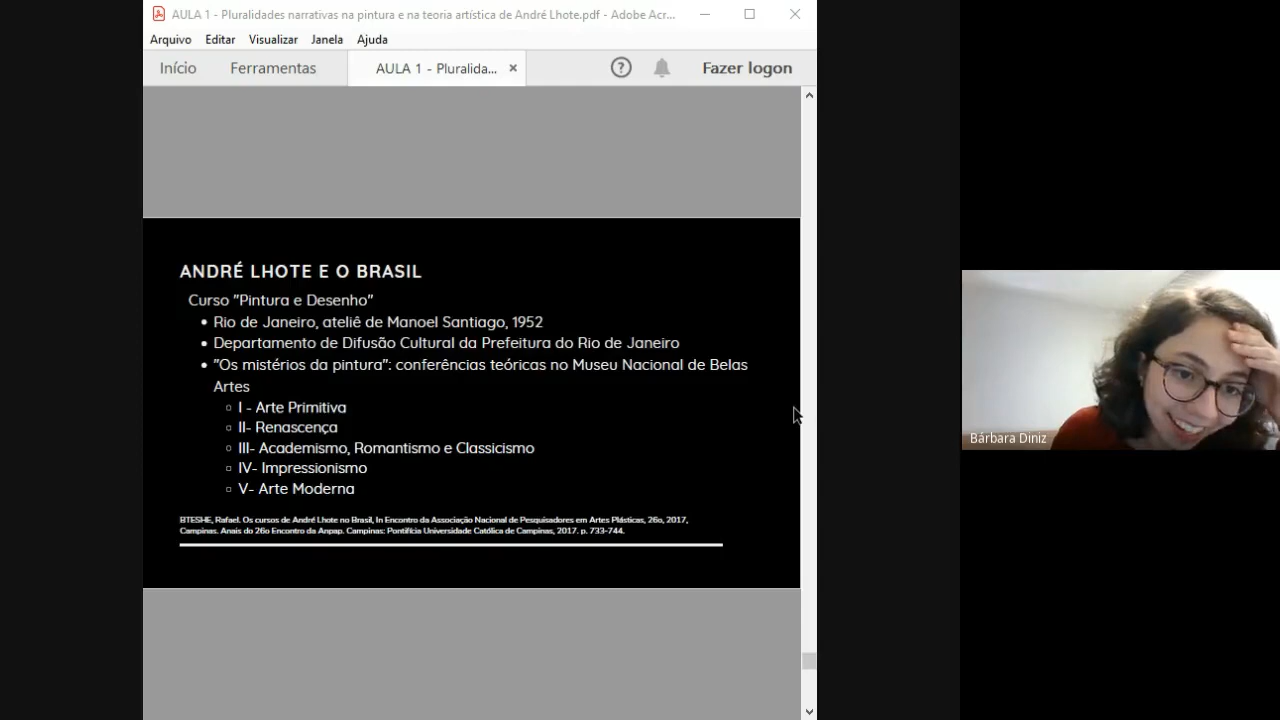 AULA 1 - Pluralidades narrativas na pintura e na teoria artística de André Lhote.pdf - Adobe Acr...
Arquivo Editar Visualizar Janela Ajuda
Início Ferramentas AULA 1 - Pluralida... × ? Fazer logon
ANDRÉ LHOTE E O BRASIL
Curso "Pintura e Desenho"
• Rio de Janeiro, ateliê de Manoel Santiago, 1952
• Departamento de Difusão Cultural da Prefeitura do Rio de Janeiro
• "Os mistérios da pintura": conferências teóricas no Museu Nacional de Belas
Artes
◦ I - Arte Primitiva
◦ II- Renascença
◦ III- Academismo, Romantismo e Classicismo
◦ IV- Impressionismo
◦ V- Arte Moderna
BTESHE, Rafael. Os cursos de André Lhote no Brasil, In Encontro da Associação Nacional de Pesquisadores em Artes Plásticas, 26o, 2017,
Campinas. Anais do 26o Encontro da Anpap. Campinas: Pontifícia Universidade Católica de Campinas, 2017. p. 733-744.
Bárbara Diniz